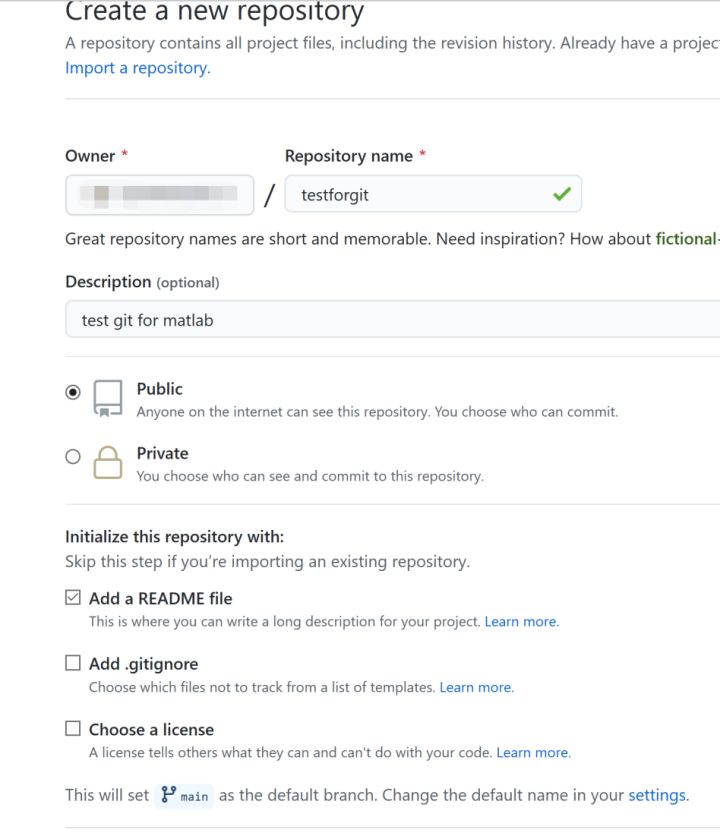 Create a new repository
A repository contains all project files, including the revision history. Already have a projec
Import a repository.
Owner *
Repository name *
/ testforgit
Great repository names are short and memorable. Need inspiration? How about fictional-
Description (optional)
test git for matlab
Public
Anyone on the internet can see this repository. You choose who can commit.
Private
You choose who can see and commit to this repository.
Initialize this repository with:
Skip this step if you're importing an existing repository.
Add a README file
This is where you can write a long description for your project. Learn more.
Add .gitignore
Choose which files not to track from a list of templates. Learn more.
Choose a license
A license tells others what they can and can't do with your code. Learn more.
This will set main as the default branch. Change the default name in your settings.